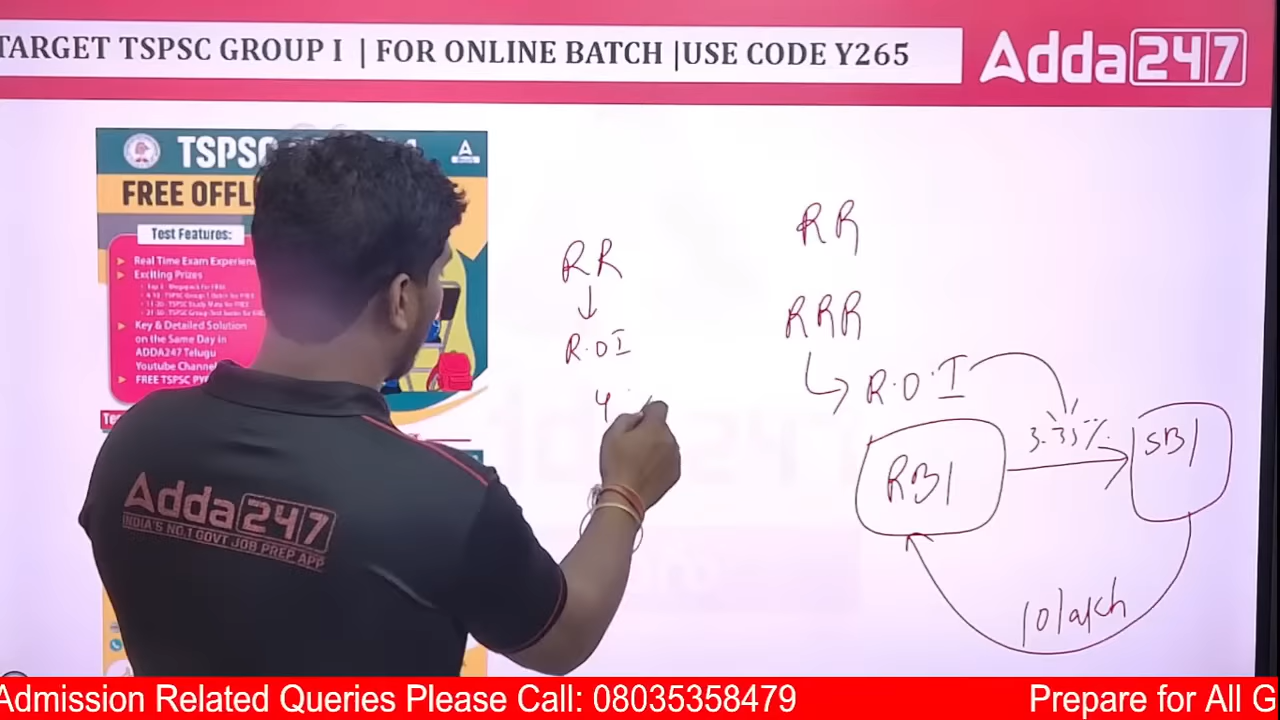 TARGET TSPSC GROUP I | FOR ONLINE BATCH |USE CODE Y265
Adda247
TSPSC
FREE OFFL
Test Features:
Real Time Exam Experien
Exciting Prizes
Key & Detailed Solution
on the Same Day in
ADDA247 Telugu
Youtube Channel
FREE TSPSC
Adda247
INDIA'S NO.1 GOVT JOB PREP APP
RR
R.OI
4
RR
RRR
R.O.I
3.35%
RBI
SBI
10 lakh
Admission Related Queries Please Call: 08035358479
Prepare for All G